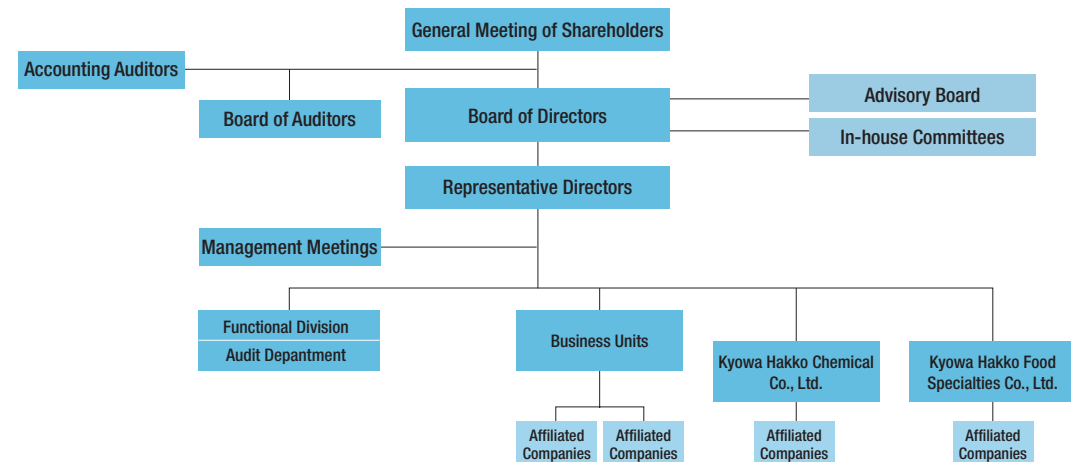 General Meeting of Shareholders
Accounting Auditors
Board of Auditors
Board of Directors
Advisory Board
In-house Committees
Representative Directors
Management Meetings
Functional Division
Audit Depantment
Business Units
Kyowa Hakko Chemical
Co., Ltd.
Kyowa Hakko Food
Specialties Co., Ltd.
Affiliated
Companies
Affiliated
Companies
Affiliated
Companies
Affiliated
Companies